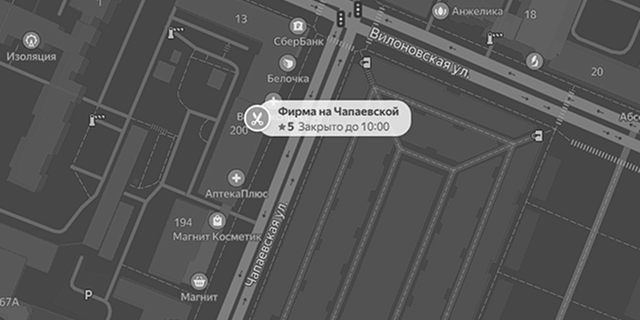 13
Анжелика
18
СберБанк
Вилоновская ул.
Изоляция
Белочка
20
Фирма на Чапаевской
★5 Закрыто до 10:00
200
АптекаПлюс
194
Магнит Косметик
Чапаевская ул.
Магнит
P
67А